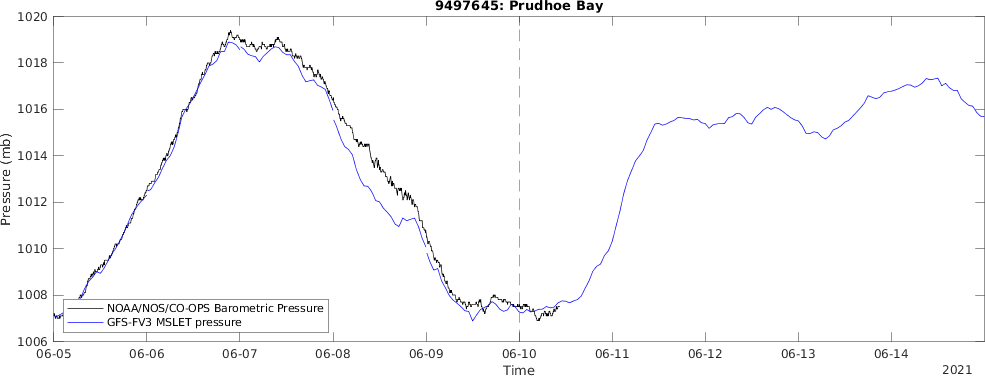 9497645: Prudhoe Bay
1020
1018
1016
1014
1012
1010
1008
1006
Pressure (mb)
NOAA/NOS/CO-OPS Barometric Pressure
GFS-FV3 MSLET pressure
06-05 06-06 06-07 06-08 06-09 06-10 06-11 06-12 06-13 06-14
Time
2021